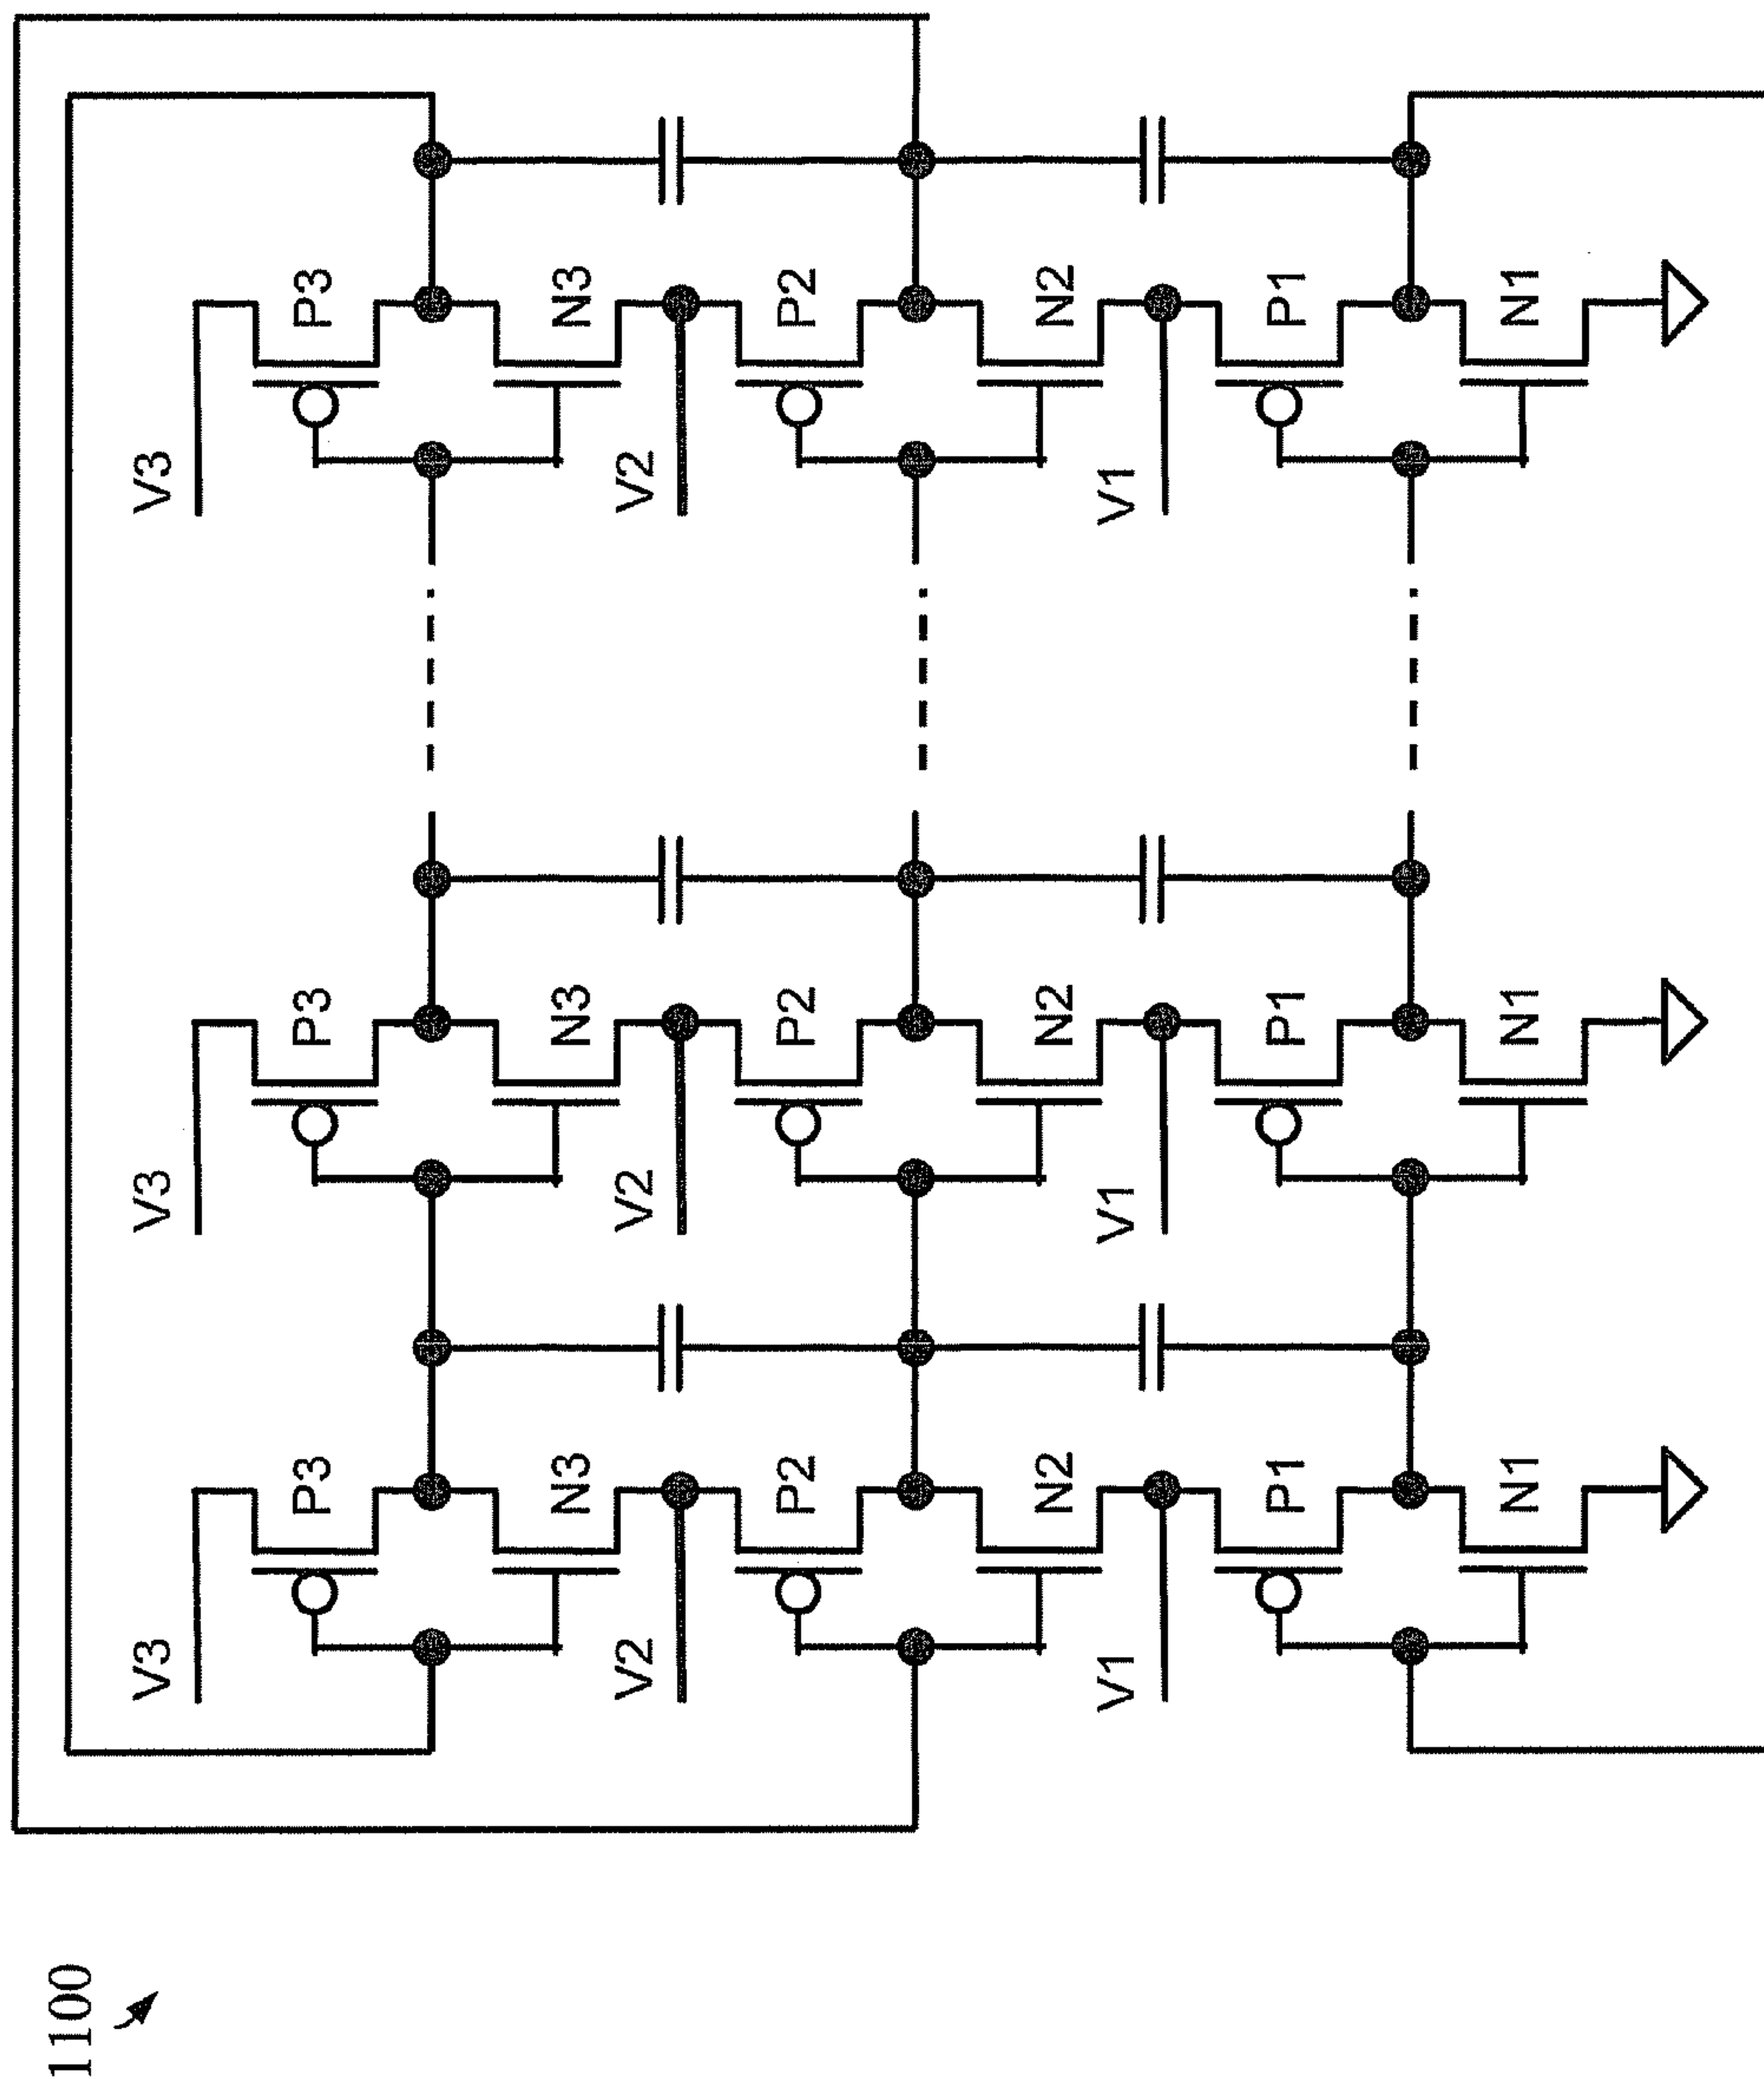 1100
V3 V3 V3
P3 P3 P3
N3 N3 N3
V2 V2 V2
P2 P2 P2
N2 N2 N2
V1 V1 V1
P1 P1 P1
N1 N1 N1